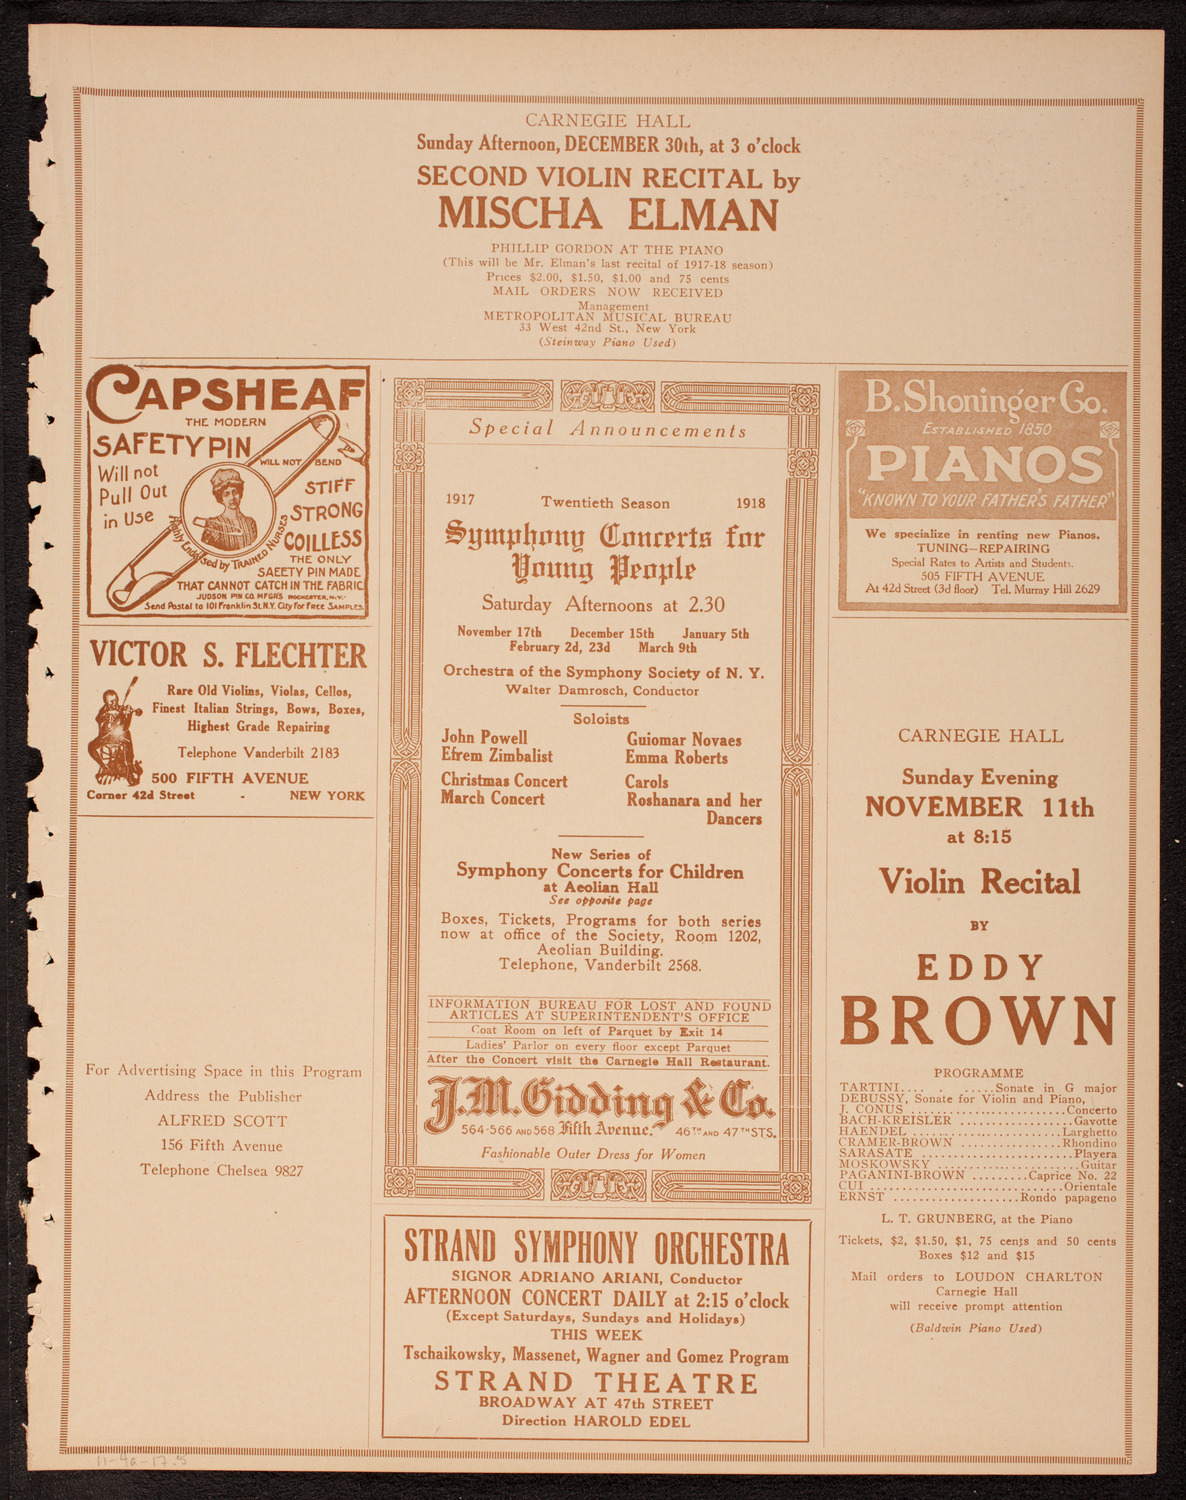 CARNEGIE HALL
Sunday Afternoon, DECEMBER 30th, at 3 o'clock
SECOND VIOLIN RECITAL by
MISCHA ELMAN
PHILLIP GORDON AT THE PIANO
(This will be Mr. Elman's last recital of 1917-18 season)
Prices $2.00, $1.50, $1.00 and 75 cents
MAIL ORDERS NOW RECEIVED
Management
METROPOLITAN MUSICAL BUREAU
33 West 42nd St., New York
(Steinway Piano Used)
CAPSHEAF
THE MODERN
SAFETY PIN
WILL NOT BEND
Will not
Pull Out
in Use
STIFF
STRONG
COILLESS
Highly Endorsed by TRAINED NURSES
THE ONLY
SAFETY PIN MADE
THAT CANNOT CATCH IN THE FABRIC
JUDSON PIN CO. MFGRS ROCHESTER, N.Y.
Send Postal to 101 Franklin St. N.Y. City for Free SAMPLES
VICTOR S. FLECHTER
Rare Old Violins, Violas, Cellos,
Finest Italian Strings, Bows, Boxes,
Highest Grade Repairing
Telephone Vanderbilt 2183
500 FIFTH AVENUE
Corner 42d Street - NEW YORK
For Advertising Space in this Program
Address the Publisher
ALFRED SCOTT
156 Fifth Avenue
Telephone Chelsea 9827
Special Announcements
1917 Twentieth Season 1918
Symphony Concerts for
Young People
Saturday Afternoons at 2.30
November 17th December 15th January 5th
February 2d, 23d March 9th
Orchestra of the Symphony Society of N. Y.
Walter Damrosch, Conductor
Soloists
John Powell Guiomar Novaes
Efrem Zimbalist Emma Roberts
Christmas Concert Carols
March Concert Roshanara and her
Dancers
New Series of
Symphony Concerts for Children
at Aeolian Hall
See opposite page
Boxes, Tickets, Programs for both series
now at office of the Society, Room 1202,
Aeolian Building.
Telephone, Vanderbilt 2568.
INFORMATION BUREAU FOR LOST AND FOUND
ARTICLES AT SUPERINTENDENT'S OFFICE
Coat Room on left of Parquet by Exit 14
Ladies' Parlor on every floor except Parquet
After the Concert visit the Carnegie Hall Restaurant.
J.M. Gidding & Co.
564-566 AND 568 Fifth Avenue. 46TH AND 47TH STS.
Fashionable Outer Dress for Women
STRAND SYMPHONY ORCHESTRA
SIGNOR ADRIANO ARIANI, Conductor
AFTERNOON CONCERT DAILY at 2:15 o'clock
(Except Saturdays, Sundays and Holidays)
THIS WEEK
Tschaikowsky, Massenet, Wagner and Gomez Program
STRAND THEATRE
BROADWAY AT 47th STREET
Direction HAROLD EDEL
B. Shoninger Co.
ESTABLISHED 1850
PIANOS
"KNOWN TO YOUR FATHER'S FATHER"
We specialize in renting new Pianos.
TUNING—REPAIRING
Special Rates to Artists and Students.
505 FIFTH AVENUE
At 42d Street (3d floor) Tel. Murray Hill 2629
CARNEGIE HALL
Sunday Evening
NOVEMBER 11th
at 8:15
Violin Recital
BY
EDDY
BROWN
PROGRAMME
TARTINI.... . .....Sonate in G major
DEBUSSY, Sonate for Violin and Piano,
J. CONUS ........................Concerto
BACH-KREISLER .................Gavotte
HAENDEL .......................Larghetto
CRAMER-BROWN ...............Rhondino
SARASATE .......................Playera
MOSKOWSKY .....................Guitar
PAGANINI-BROWN .........Caprice No. 22
CUI .............................Orientale
ERNST ...................Rondo papageno
L. T. GRUNBERG, at the Piano
Tickets, $2, $1.50, $1, 75 cents and 50 cents
Boxes $12 and $15
Mail orders to LOUDON CHARLTON
Carnegie Hall
will receive prompt attention
(Baldwin Piano Used)
11-4a-17.5